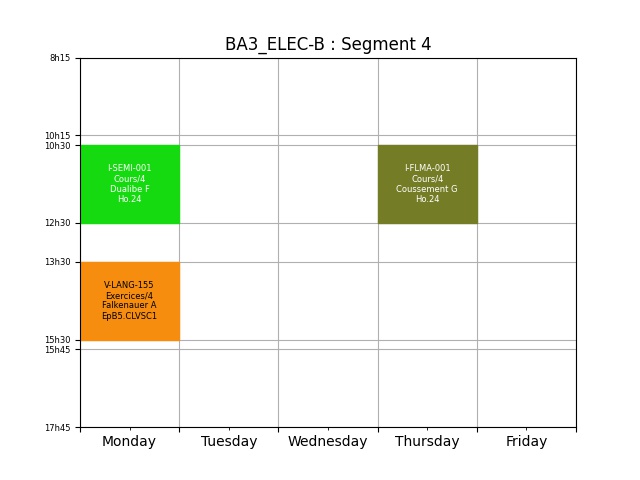 BA3_ELEC-B : Segment 4
8h15
10h15
10h30
I-SEMI-001
Cours/4
Dualibe F
Ho.24
I-FLMA-001
Cours/4
Coussement G
Ho.24
12h30
13h30
V-LANG-155
Exercices/4
Falkenauer A
EpB5.CLVSC1
15h30
15h45
17h45
Monday Tuesday Wednesday Thursday Friday